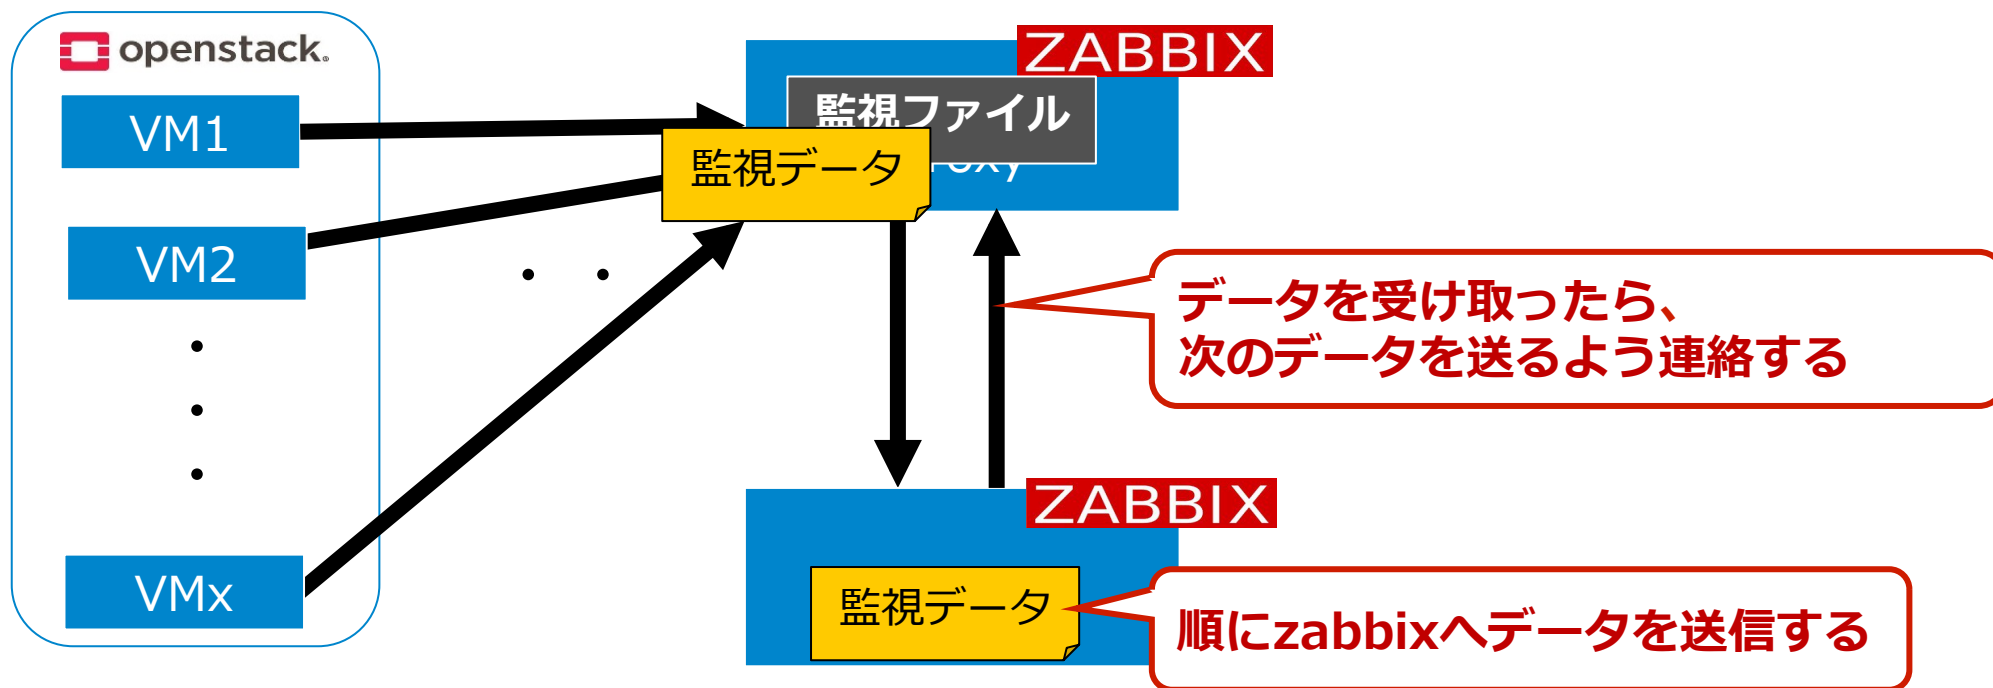 openstack.
VM1
VM2
VMx
ZABBIX
監視ファイル
監視データ
データを受け取ったら、
次のデータを送るよう連絡する
ZABBIX
監視データ
順にzabbixへデータを送信する